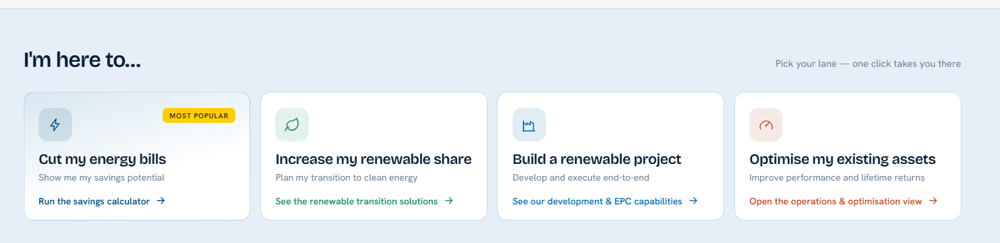 I'm here to...
Pick your lane — one click takes you there
MOST POPULAR
Cut my energy bills
Show me my savings potential
Run the savings calculator →
Increase my renewable share
Plan my transition to clean energy
See the renewable transition solutions →
Build a renewable project
Develop and execute end-to-end
See our development & EPC capabilities →
Optimise my existing assets
Improve performance and lifetime returns
Open the operations & optimisation view →